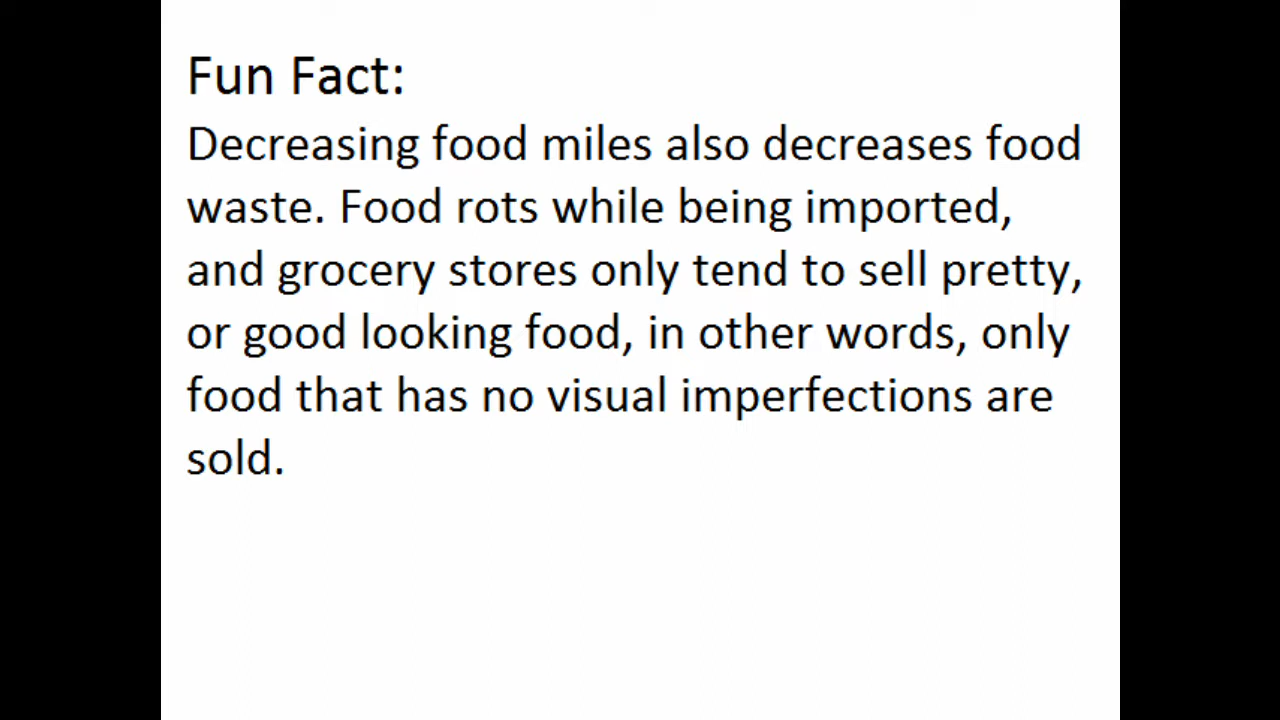 Fun Fact:
Decreasing food miles also decreases food
waste. Food rots while being imported,
and grocery stores only tend to sell pretty,
or good looking food, in other words, only
food that has no visual imperfections are
sold.